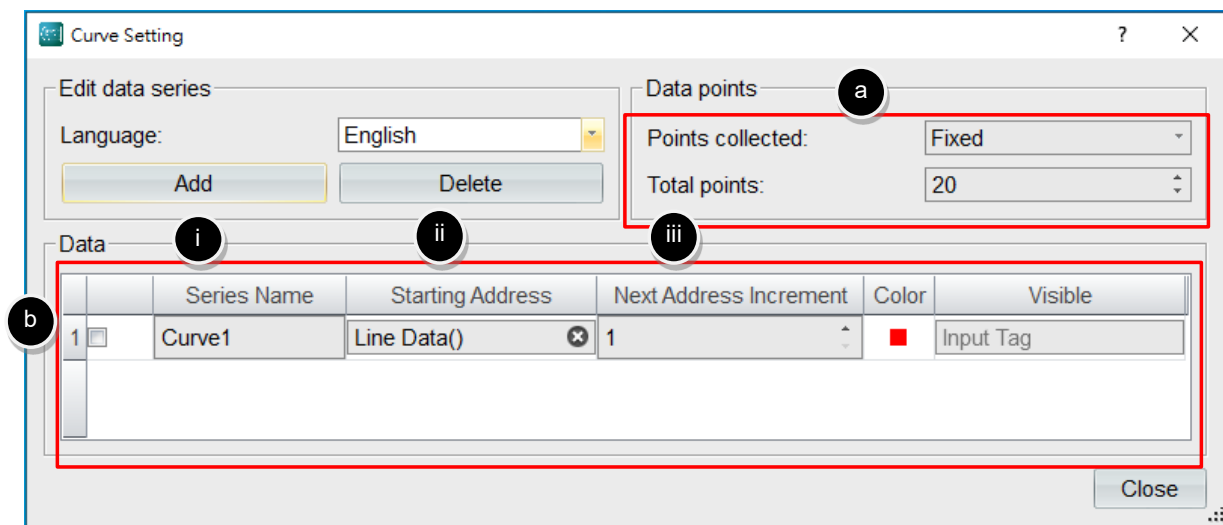 Curve Setting
?
Edit data series
Language:
English
Add
Delete
Data points
a
Points collected:
Fixed
Total points:
20
Data
i
ii
iii
b
Series Name
Starting Address
Next Address Increment
Color
Visible
1
Curve1
Line Data()
1
Input Tag
Close